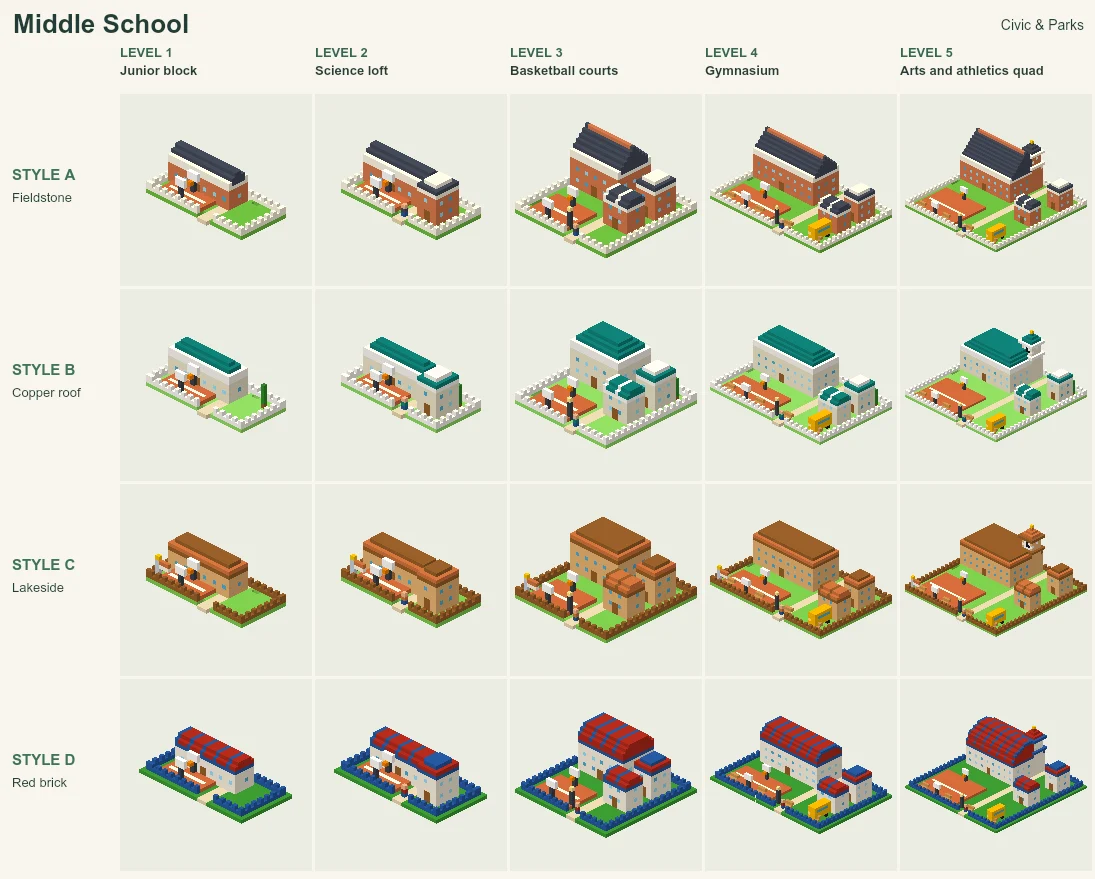 Middle School
Civic & Parks
LEVEL 1
Junior block
LEVEL 2
Science loft
LEVEL 3
Basketball courts
LEVEL 4
Gymnasium
LEVEL 5
Arts and athletics quad
STYLE A
Fieldstone
STYLE B
Copper roof
STYLE C
Lakeside
STYLE D
Red brick